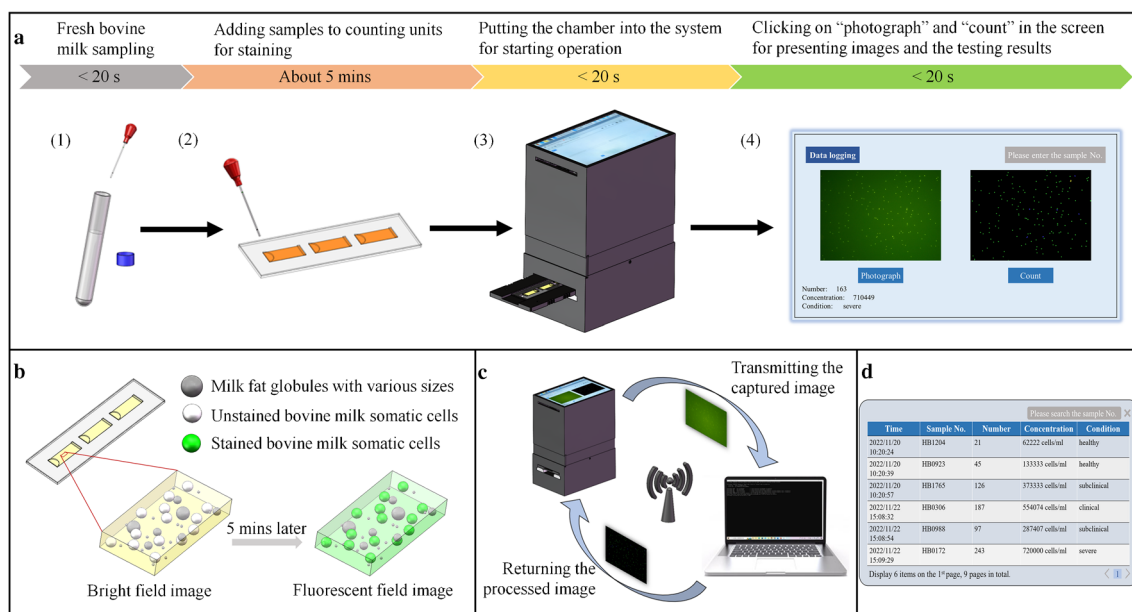 a
Fresh bovine
milk sampling
Adding samples to counting units
for staining
Putting the chamber into the system
for starting operation
Clicking on “photograph” and “count” in the screen
for presenting images and the testing results
< 20 s
About 5 mins
< 20 s
< 20 s
(1)
(2)
(3)
(4)
Data logging
Please enter the sample No.
Photograph
Count
Number: 163
Concentration: 710449
Condition: severe
b
Milk fat globules with various sizes
Unstained bovine milk somatic cells
Stained bovine milk somatic cells
5 mins later
Bright field image
Fluorescent field image
c
Transmitting the
captured image
Returning the
processed image
d
Please search the sample No.
Time Sample No. Number Concentration Condition
2022/11/20 HB1204 21 62222 cells/ml healthy
10:20:24
2022/11/20 HB0923 45 133333 cells/ml healthy
10:20:39
2022/11/20 HB1765 126 373333 cells/ml subclinical
10:20:57
2022/11/22 HB0306 187 554074 cells/ml clinical
15:08:32
2022/11/22 HB0988 97 287407 cells/ml subclinical
15:08:54
2022/11/22 HB0172 243 720000 cells/ml severe
15:09:29
Display 6 items on the 1st page, 9 pages in total.
1